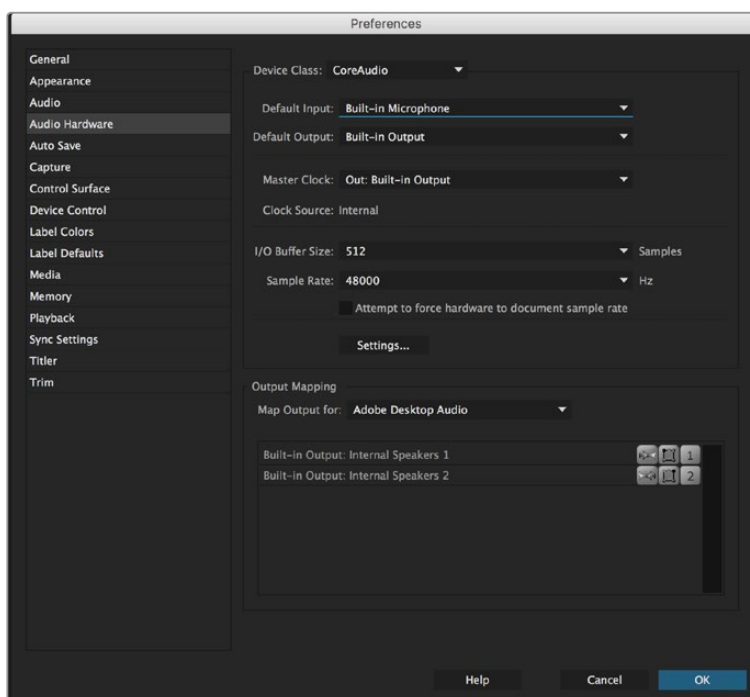 Preferences
General
Appearance
Audio
Audio Hardware
Auto Save
Capture
Control Surface
Device Control
Label Colors
Label Defaults
Media
Memory
Playback
Sync Settings
Titler
Trim
Device Class: CoreAudio
Default Input: Built-in Microphone
Default Output: Built-in Output
Master Clock: Out: Built-in Output
Clock Source: Internal
I/O Buffer Size: 512 Samples
Sample Rate: 48000 Hz
Attempt to force hardware to document sample rate
Settings...
Output Mapping
Map Output for: Adobe Desktop Audio
Built-in Output: Internal Speakers 1 1
Built-in Output: Internal Speakers 2 2
Help Cancel OK